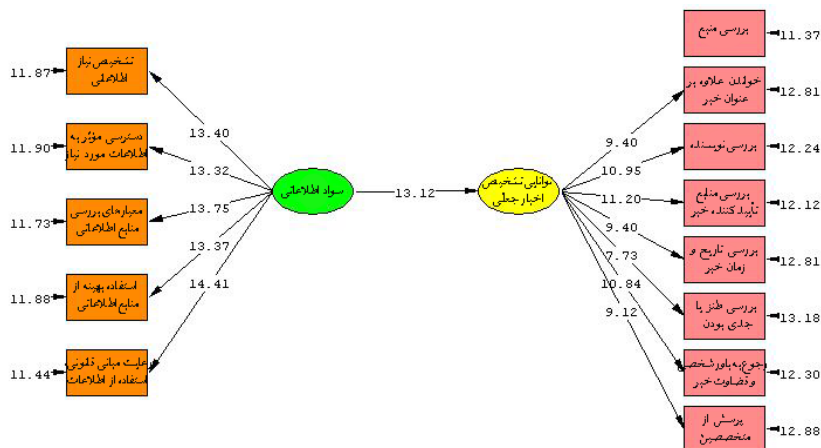 تشخیص نیاز
اطلاعاتی
11.87
دسترسی مؤثر به
اطلاعات مورد نیاز
11.90
معیارهای بررسی
منابع اطلاعاتی
11.73
استفاده بهینه از
منابع اطلاعاتی
11.88
رعایت مبانی قانونی
استفاده از اطلاعات
11.44
13.40
13.32
13.75
13.37
14.41
سواد اطلاعاتی
13.12
توانایی تشخیص
اخبار جعلی
9.40
10.95
11.20
9.40
7.73
10.84
9.12
بررسی منبع
11.37
خواندن علاوه بر
عنوان خبر
12.81
بررسی نویسنده
12.24
بررسی منابع
تأیید کننده خبر
12.12
بررسی تاریخ و
زمان خبر
12.81
بررسی طنز یا
جدی بودن
13.18
رجوع به باور شخصی
و قضاوت خبر
12.30
پرسش از
متخصصین
12.88